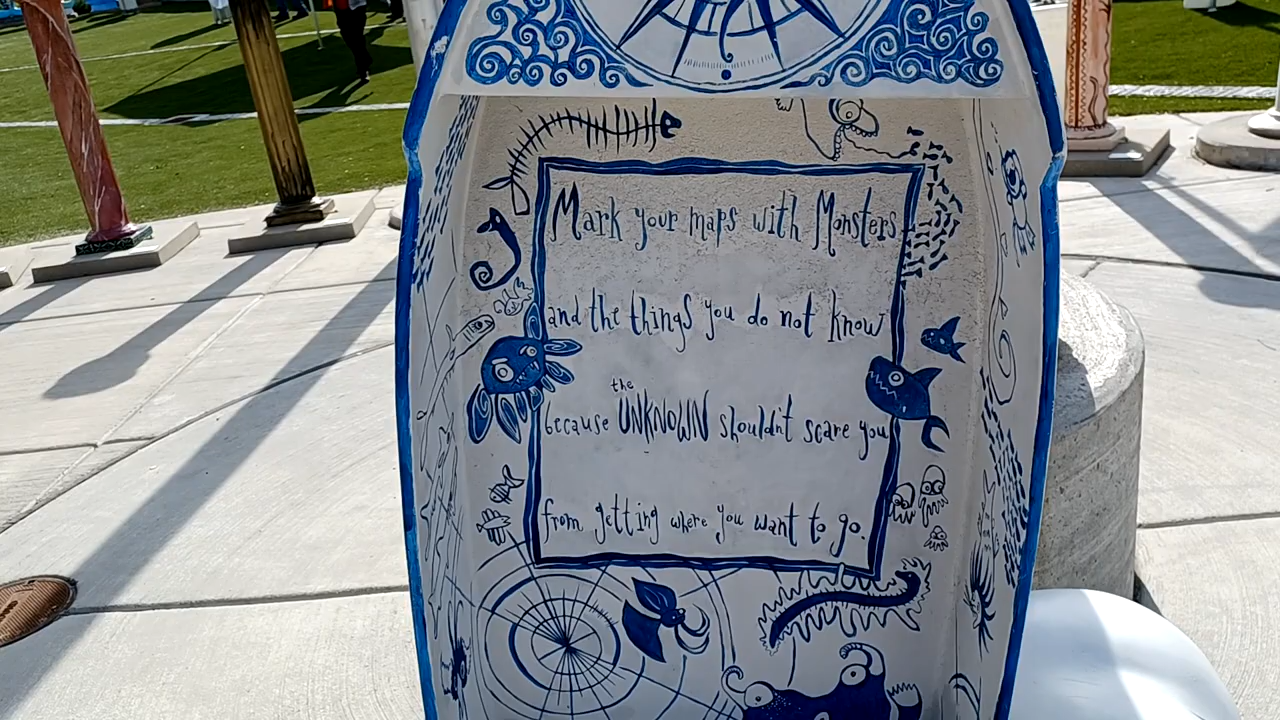 Mark your maps with Monsters
and the things you do not know
because the UNKNOWN shouldn't scare you
from getting where you want to go.